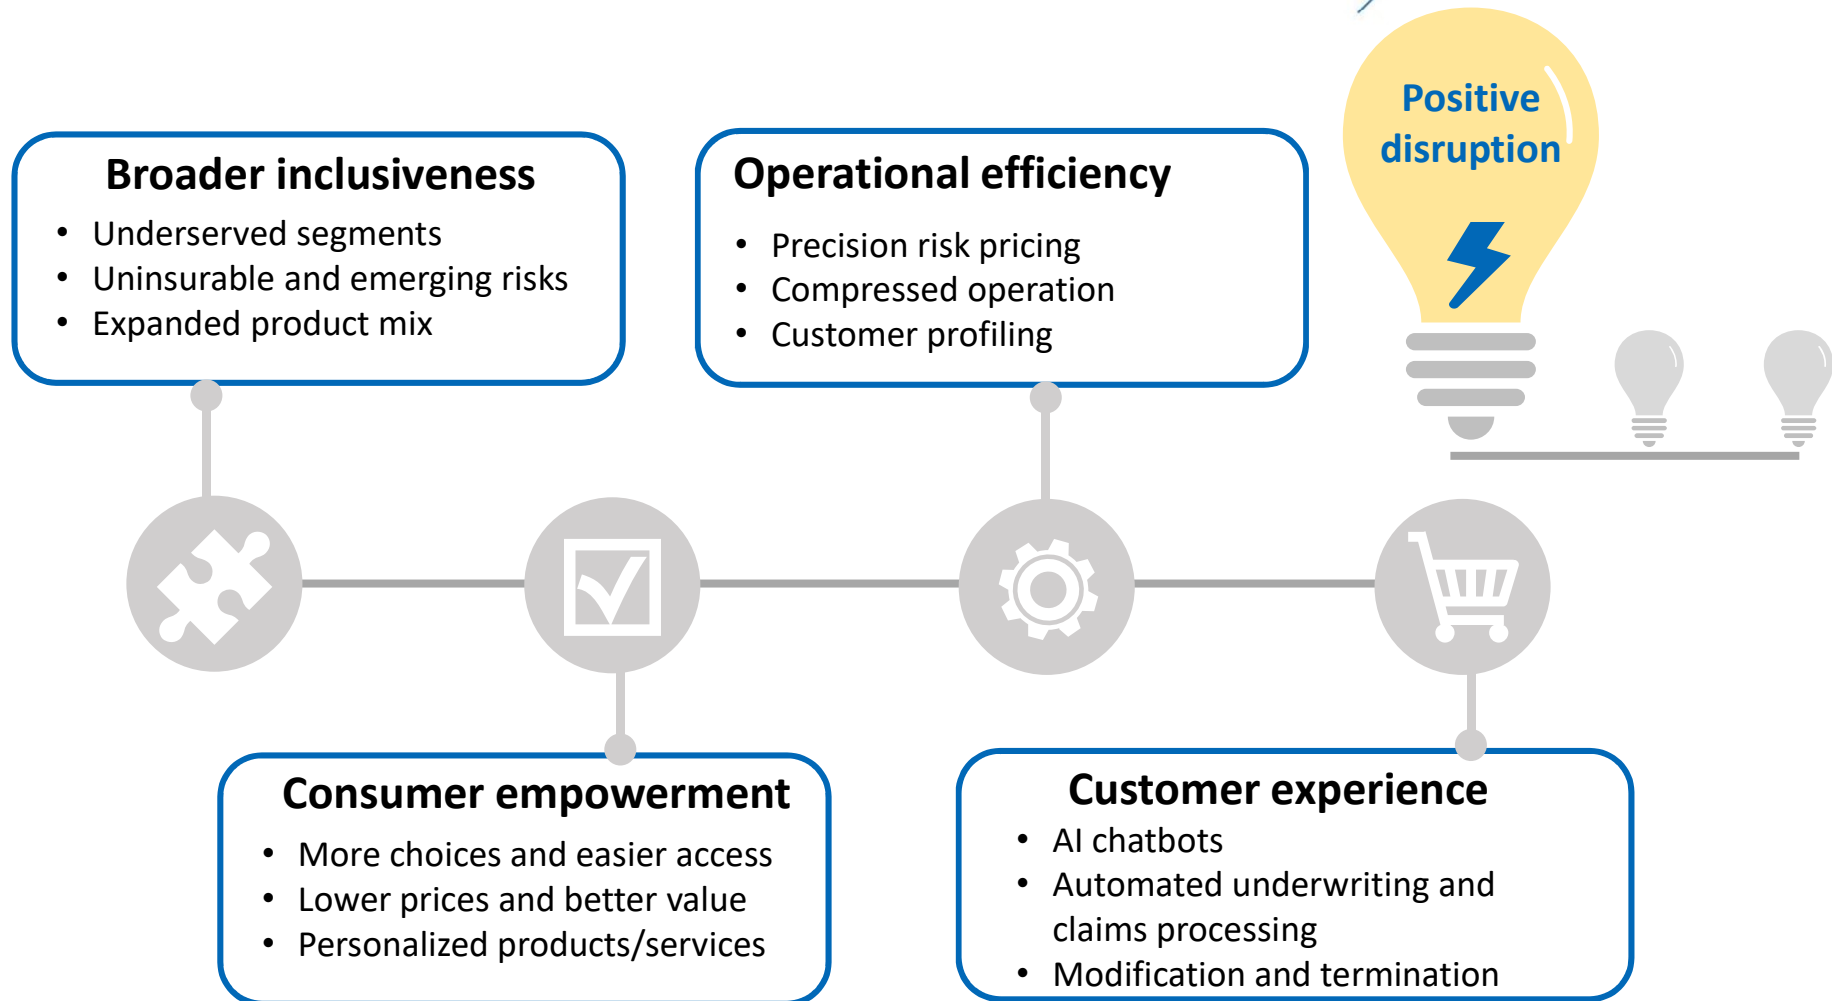 Positive
disruption
Broader inclusiveness
• Underserved segments
• Uninsurable and emerging risks
• Expanded product mix
Operational efficiency
• Precision risk pricing
• Compressed operation
• Customer profiling
Consumer empowerment
• More choices and easier access
• Lower prices and better value
• Personalized products/services
Customer experience
• AI chatbots
• Automated underwriting and
claims processing
• Modification and termination